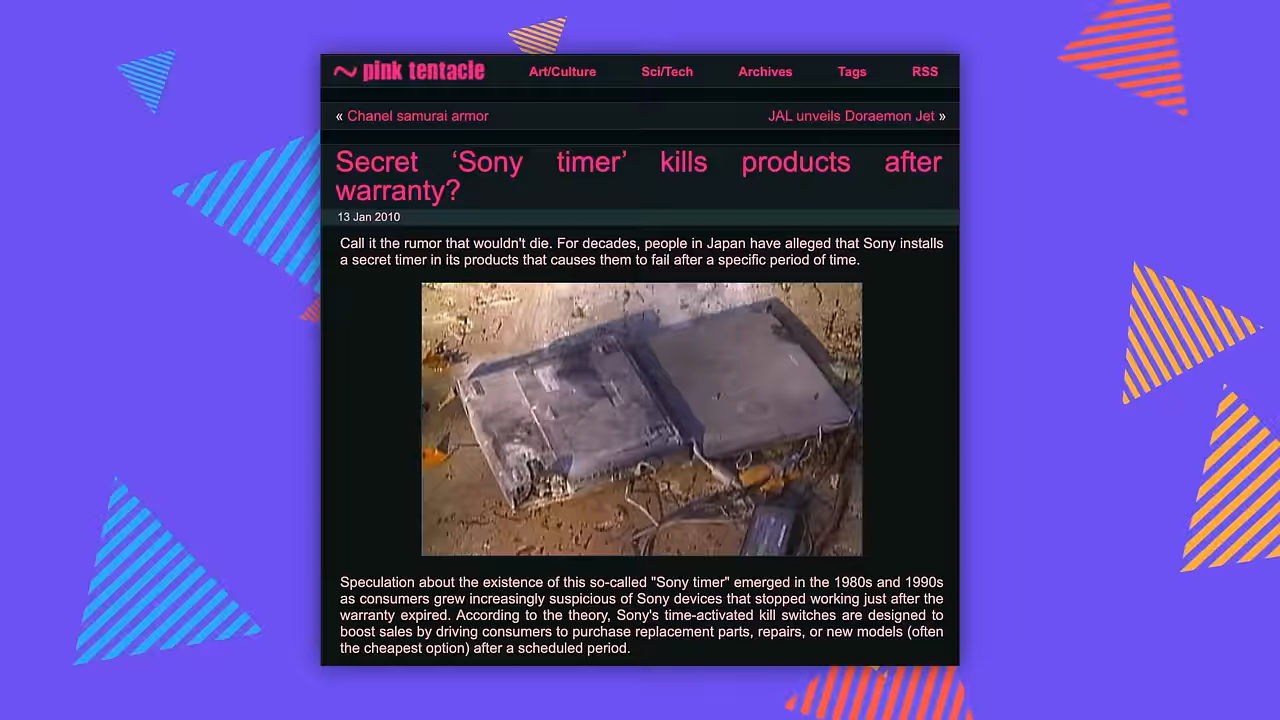 ~ pink tentacle Art/Culture Sci/Tech Archives Tags RSS
« Chanel samurai armor JAL unveils Doraemon Jet »
Secret ‘Sony timer’ kills products after
warranty?
13 Jan 2010
Call it the rumor that wouldn't die. For decades, people in Japan have alleged that Sony installs
a secret timer in its products that causes them to fail after a specific period of time.
Speculation about the existence of this so-called "Sony timer" emerged in the 1980s and 1990s
as consumers grew increasingly suspicious of Sony devices that stopped working just after the
warranty expired. According to the theory, Sony's time-activated kill switches are designed to
boost sales by driving consumers to purchase replacement parts, repairs, or new models (often
the cheapest option) after a scheduled period.